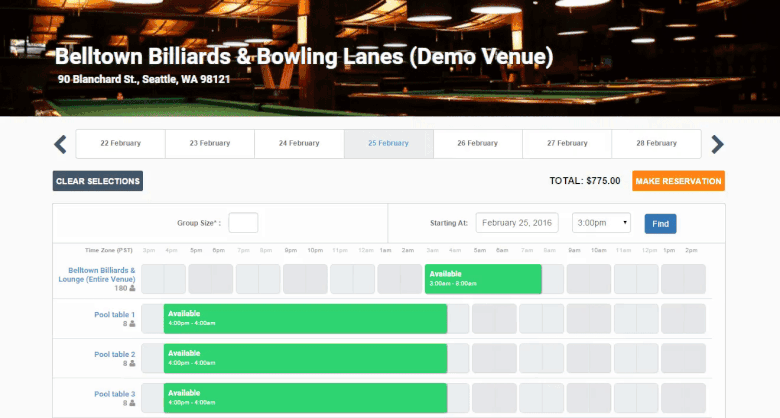 Belltown Billiards & Bowling Lanes (Demo Venue)
90 Blanchard St., Seattle, WA 98121
22 February 23 February 24 February 25 February 26 February 27 February 28 February
CLEAR SELECTIONS TOTAL: $775.00 MAKE RESERVATION
Group Size* : Starting At: February 25, 2016 3:00pm Find
Time Zone (PST) 3pm 4pm 5pm 6pm 7pm 8pm 9pm 10pm 11pm 12am 1am 2am 3am 4am 5am 6am 7am 8am 9am 10am 11am 12pm 1pm 2pm
Belltown Billiards &
Lounge (Entire Venue)
180
Available
3:00am - 8:00am
Pool table 1
8
Available
4:00pm - 4:00am
Pool table 2
8
Available
4:00pm - 4:00am
Pool table 3
8
Available
4:00pm - 4:00am